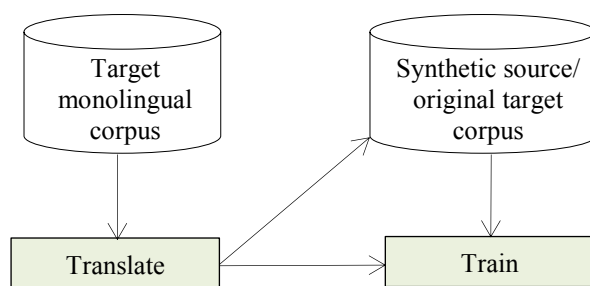 Target
monolingual
corpus
Synthetic source/
original target
corpus
Translate
Train